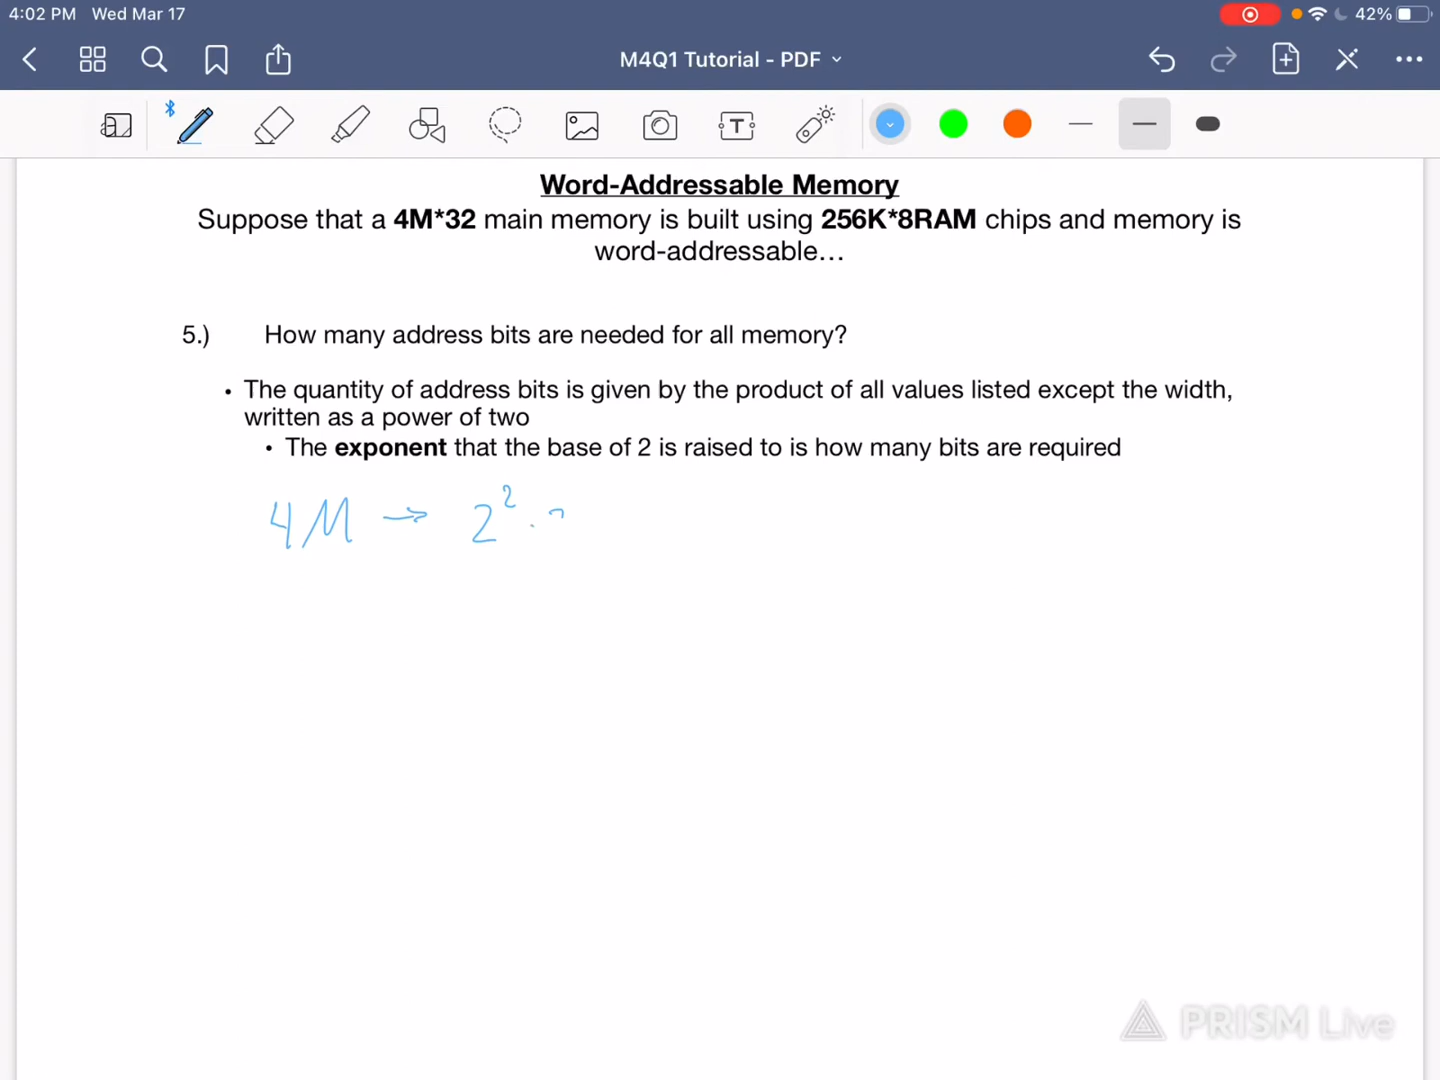 4:02 PM Wed Mar 17
42%
M4Q1 Tutorial - PDF
T
Word-Addressable Memory
Suppose that a 4M*32 main memory is built using 256K*8RAM chips and memory is
word-addressable...
5.) How many address bits are needed for all memory?
• The quantity of address bits is given by the product of all values listed except the width,
written as a power of two
• The exponent that the base of 2 is raised to is how many bits are required
4M → 2² ·
PRISM Live